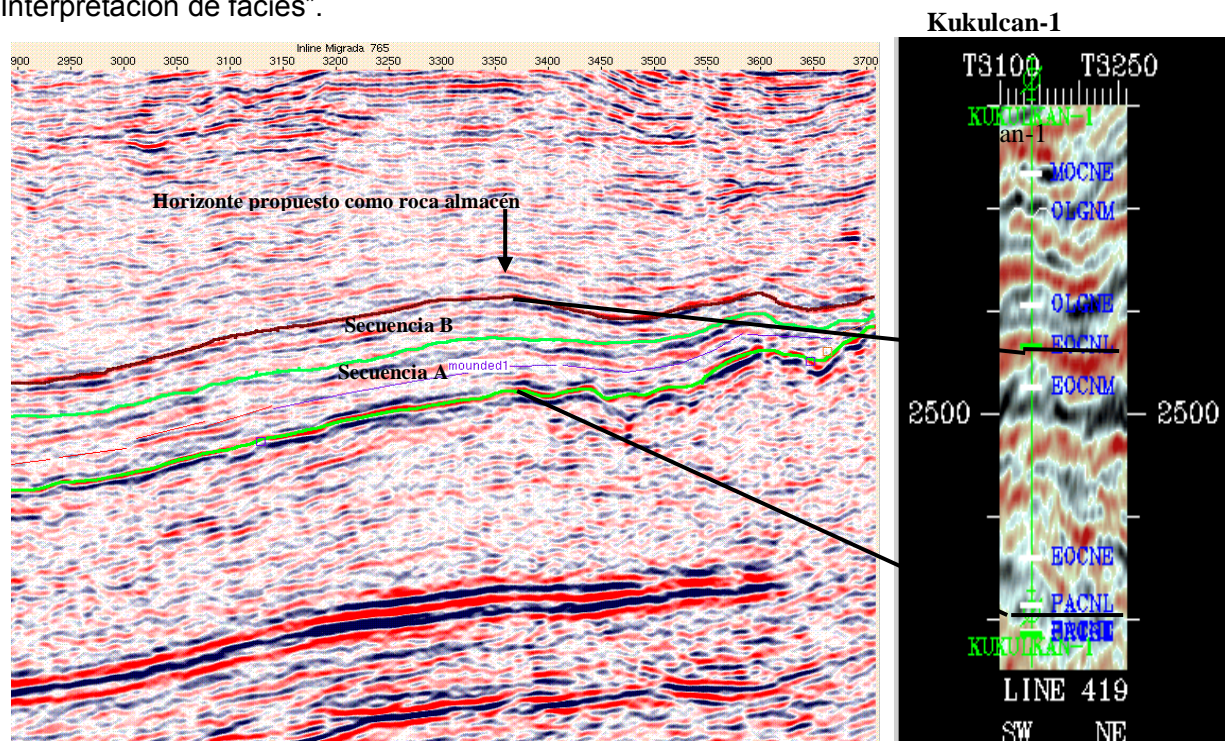 Interpretación de facies".
Kukulcan-1
Inline Migrada 765
900 2950 3000 3050 3100 3150 3200 3250 3300 3350 3400 3450 3500 3550 3600 3650 3700
Horizonte propuesto como roca almacén
Secuencia B
Secuencia A
mounded1
T3100 T3250
KUKULKAN-1
an-1
MOCNE
OLGNM
OLGNE
EOCNL
EOCNM
2500 2500
EOCNE
PACNL
KUKULKAN-1
LINE 419
SW NE